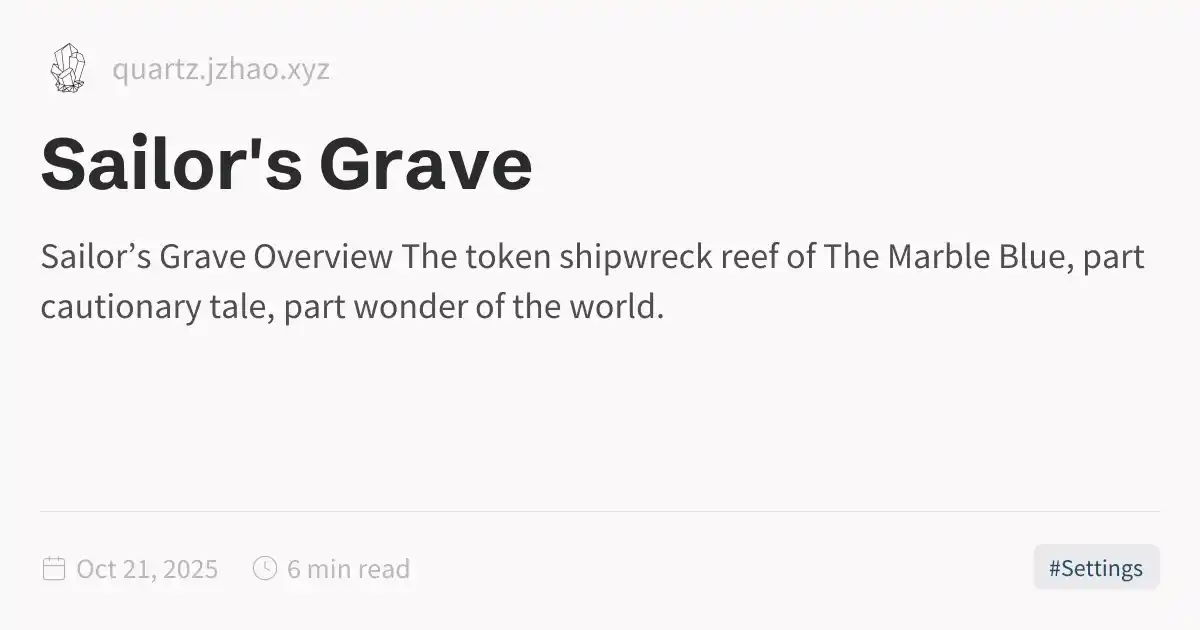 quartz.jzhao.xyz
Sailor's Grave
Sailor’s Grave Overview The token shipwreck reef of The Marble Blue, part
cautionary tale, part wonder of the world.
Oct 21, 2025 6 min read #Settings